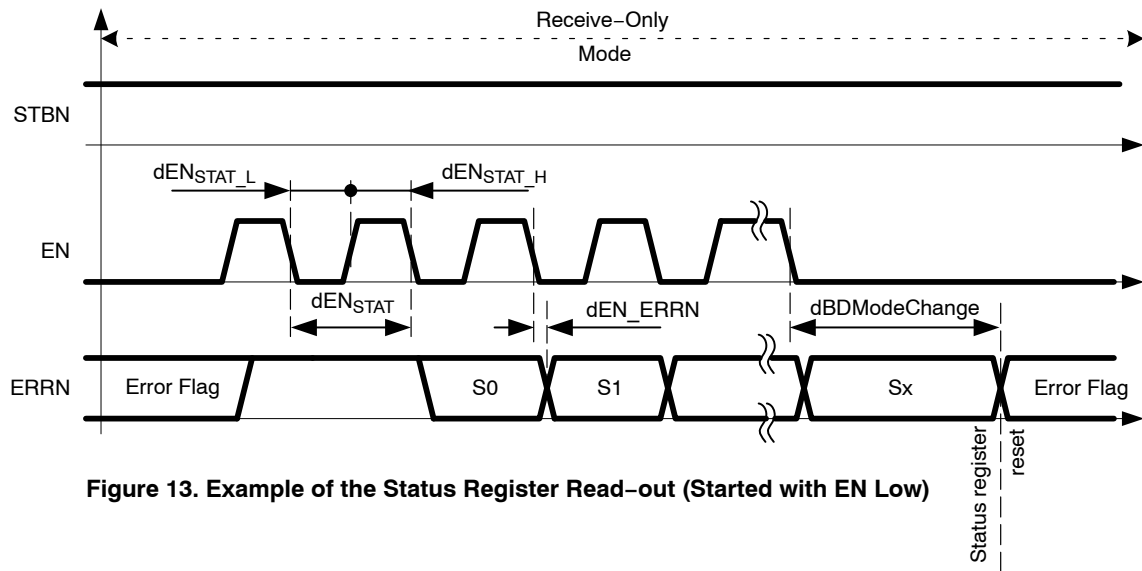 Receive−Only
Mode
STBN
dENSTAT_L
dENSTAT_H
EN
dENSTAT
dEN_ERRN
dBDModeChange
ERRN
Error Flag
S0
S1
Sx
Error Flag
Status register
reset
Figure 13. Example of the Status Register Read−out (Started with EN Low)